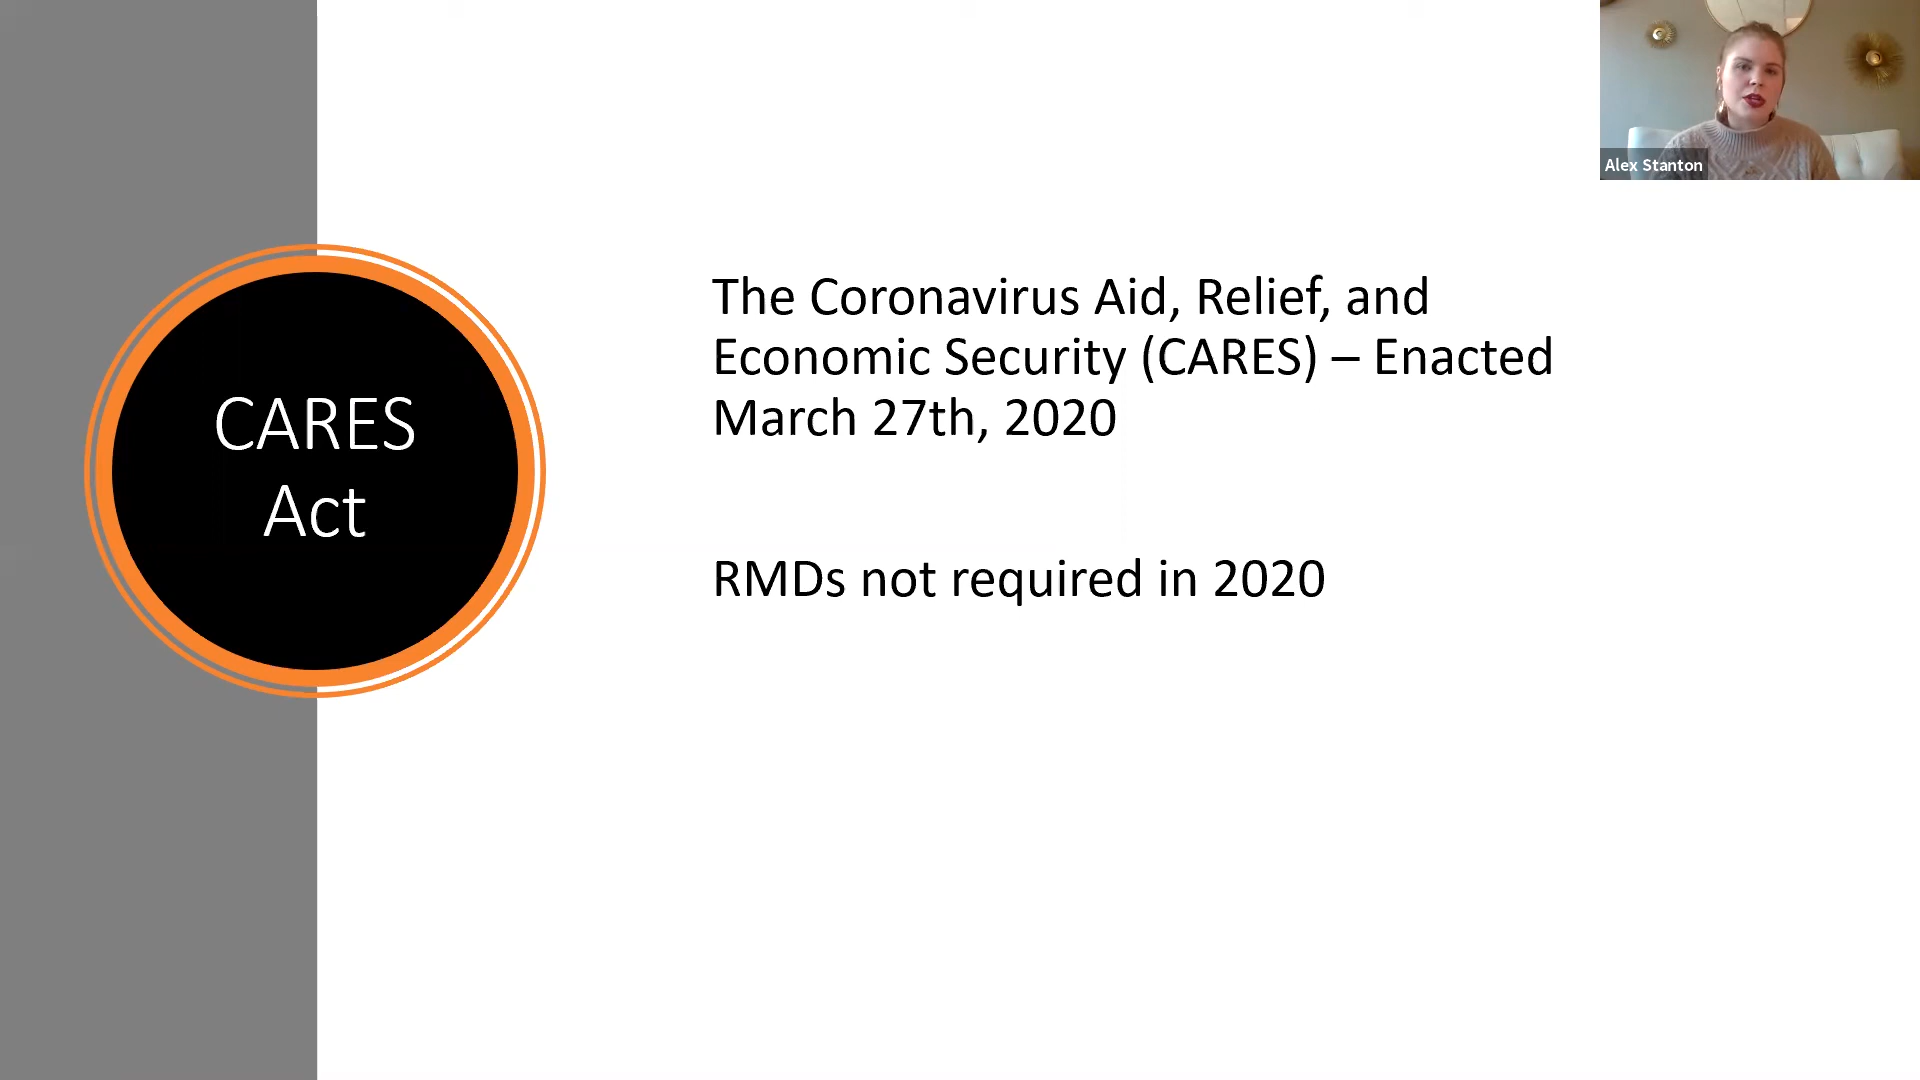 CARES
Act
The Coronavirus Aid, Relief, and
Economic Security (CARES) – Enacted
March 27th, 2020
RMDs not required in 2020
Alex Stanton